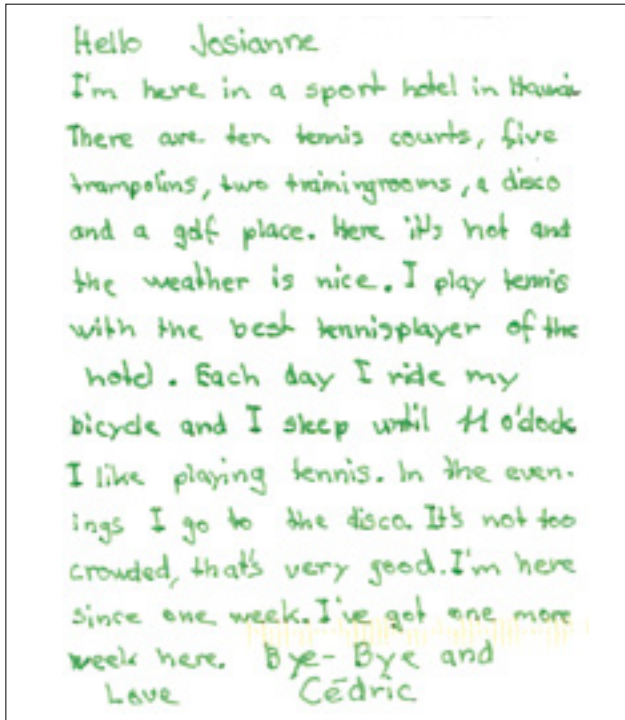 Hello Josianne
I'm here in a sport hotel in Hawai
There are ten tennis courts, five
trampolins, two trainingrooms, a disco
and a golf place. Here it's hot and
the weather is nice. I play tennis
with the best tennisplayer of the
hotel. Each day I ride my
bicycle and I sleep until 11 o'clock
I like playing tennis. In the even-
ings I go to the disco. It's not too
crowded, that's very good. I'm here
since one week. I've got one more
week here. Bye-Bye and
Love Cédric